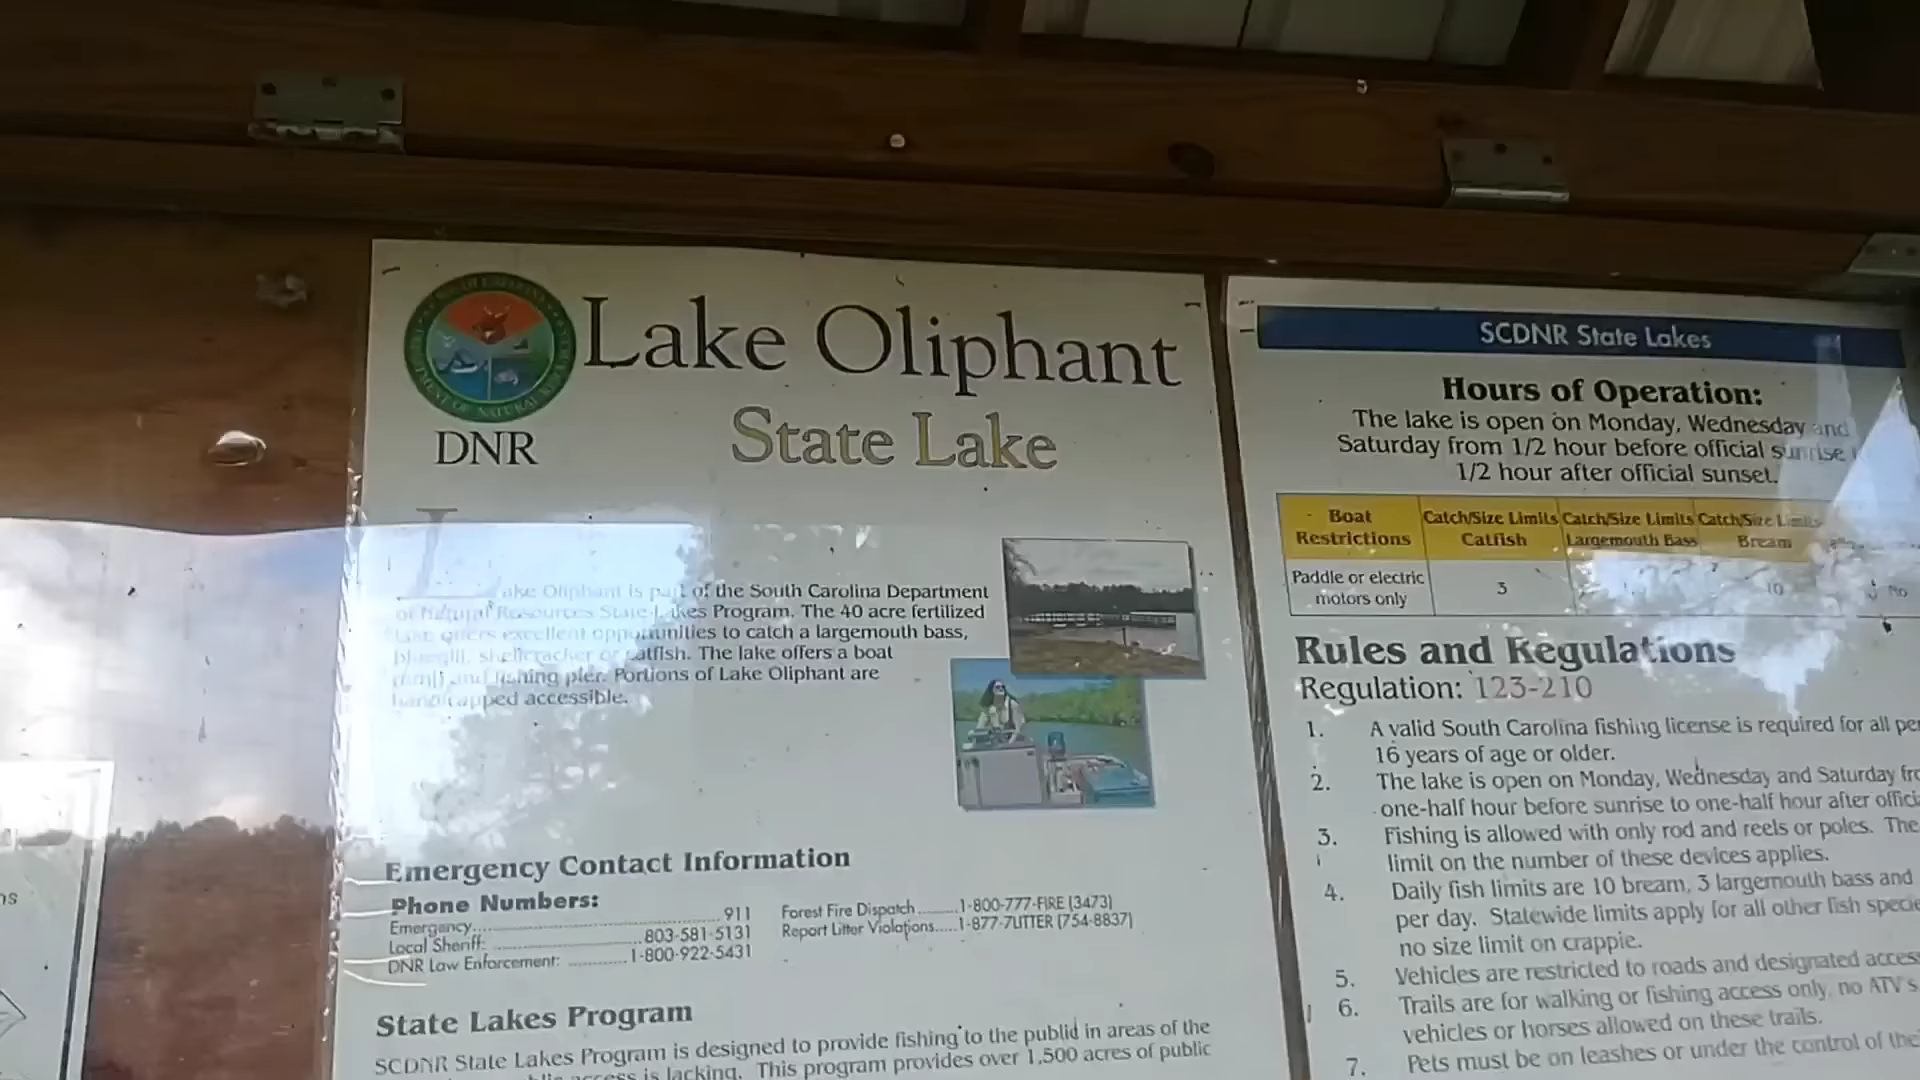 Lake Oliphant
State Lake
DNR
ake Oliphant is part of the South Carolina Department
of Natural Resources State Lakes Program. The 40 acre fertilized
lake offers excellent opportunities to catch a largemouth bass,
bluegill, shellcracker or catfish. The lake offers a boat
ramp and fishing pier. Portions of Lake Oliphant are
handicapped accessible.
Emergency Contact Information
Phone Numbers:
Emergency 911
Local Sheriff: 803-581-5131
DNR Law Enforcement: 1-800-922-5431
Forest Fire Dispatch 1-800-777-FIRE (3473)
Report Litter Violations 1-877-7LITTER (754-8837)
State Lakes Program
SCDNR State Lakes Program is designed to provide fishing to the public in areas of the
access is lacking. This program provides over 1,500 acres of public
SCDNR State Lakes
Hours of Operation:
The lake is open on Monday, Wednesday and
Saturday from 1/2 hour before official sunrise
1/2 hour after official sunset.
Boat Restrictions
Catch/Size Limits Catfish
Catch/Size Limits Largemouth Bass
Catch/Size Limits Bream
Paddle or electric motors only
3
10
No
Rules and Regulations
Regulation: 123-210
1. A valid South Carolina fishing license is required for all
16 years of age or older.
2. The lake is open on Monday, Wednesday and Saturday
one-half hour before sunrise to one-half hour after
3. Fishing is allowed with only rod and reels or poles. The
limit on the number of these devices applies.
4. Daily fish limits are 10 bream, 3 largemouth bass and
per day. Statewide limits apply for all other fish
no size limit on crappie.
5. Vehicles are restricted to roads and designated
6. Trails are for walking or fishing access only, no ATV's
vehicles or horses allowed on these trails.
7. Pets must be on leashes or under the control of